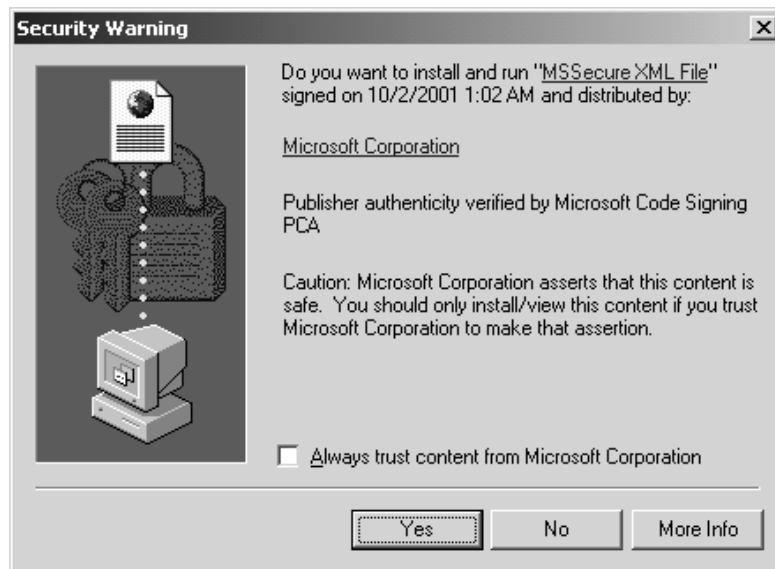 Security Warning
Do you want to install and run "MSSecure XML File"
signed on 10/2/2001 1:02 AM and distributed by:
Microsoft Corporation
Publisher authenticity verified by Microsoft Code Signing
PCA
Caution: Microsoft Corporation asserts that this content is
safe.  You should only install/view this content if you trust
Microsoft Corporation to make that assertion.
Always trust content from Microsoft Corporation
Yes No More Info